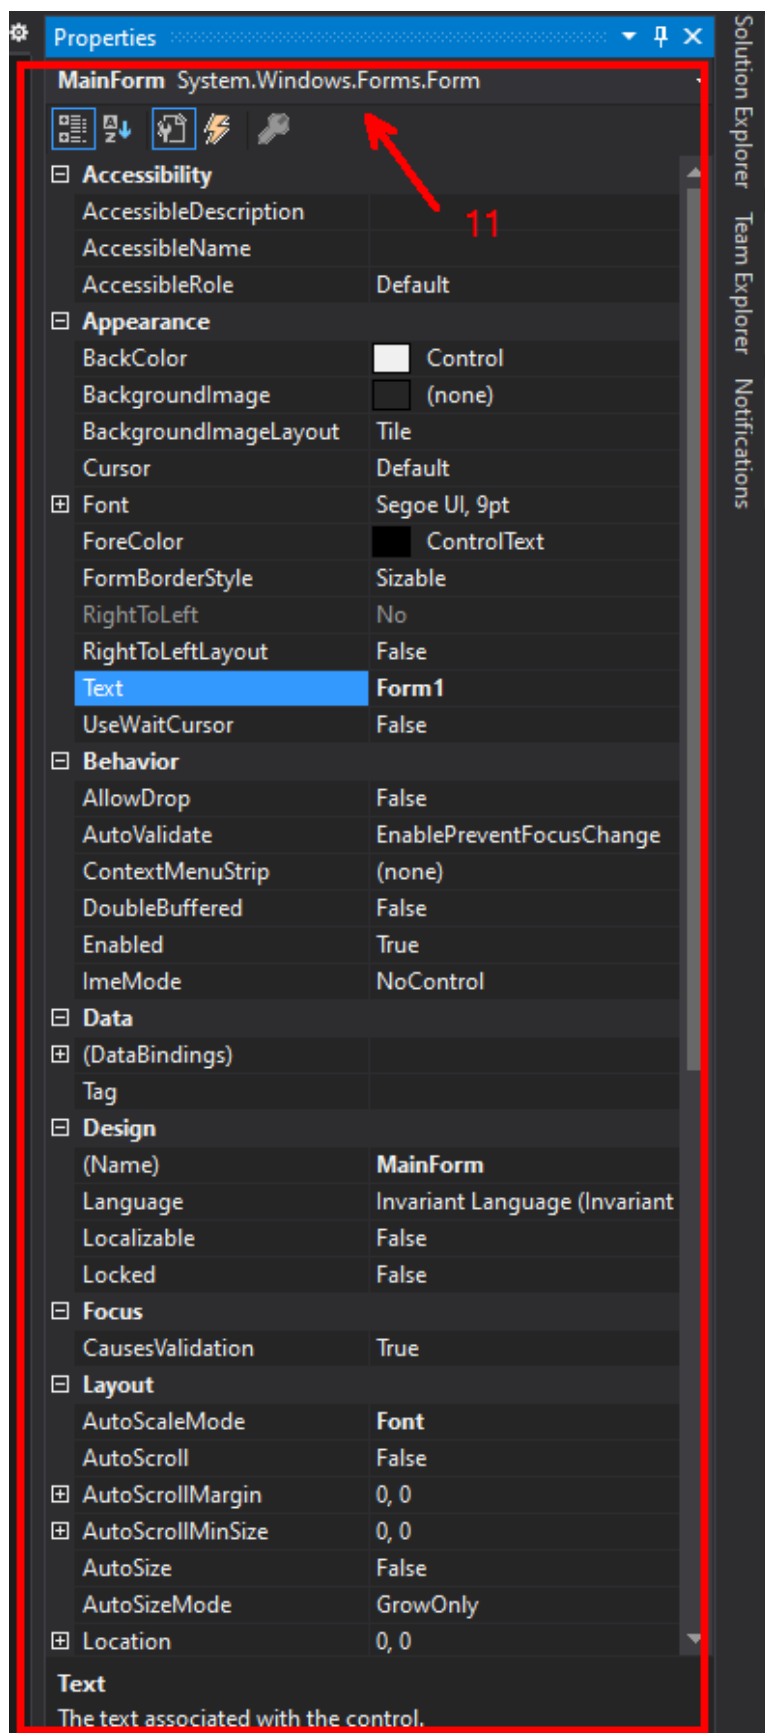 Properties
MainForm System.Windows.Forms.Form
11
Accessibility
AccessibleDescription
AccessibleName
AccessibleRole Default
Appearance
BackColor Control
BackgroundImage (none)
BackgroundImageLayout Tile
Cursor Default
Font Segoe UI, 9pt
ForeColor ControlText
FormBorderStyle Sizable
RightToLeft No
RightToLeftLayout False
Text Form1
UseWaitCursor False
Behavior
AllowDrop False
AutoValidate EnablePreventFocusChange
ContextMenuStrip (none)
DoubleBuffered False
Enabled True
ImeMode NoControl
Data
(DataBindings)
Tag
Design
(Name) MainForm
Language Invariant Language (Invariant
Localizable False
Locked False
Focus
CausesValidation True
Layout
AutoScaleMode Font
AutoScroll False
AutoScrollMargin 0, 0
AutoScrollMinSize 0, 0
AutoSize False
AutoSizeMode GrowOnly
Location 0, 0
Text
The text associated with the control.
Solution Explorer
Team Explorer
Notifications